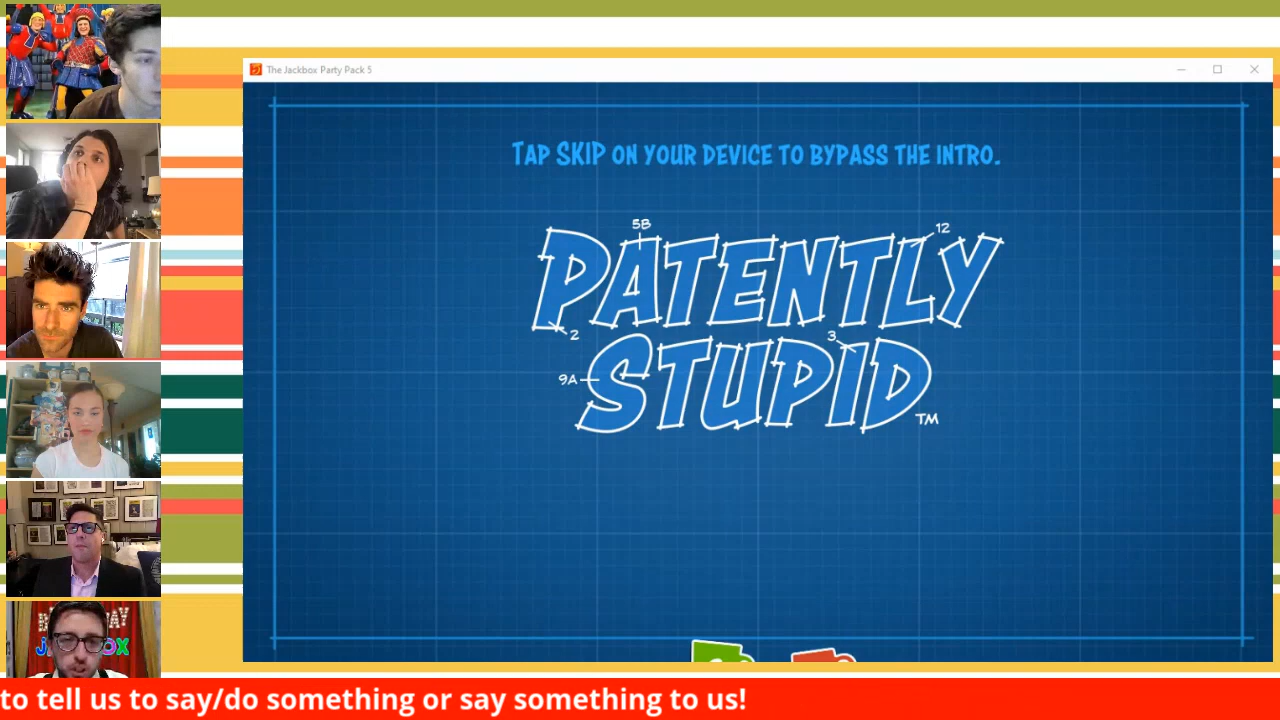 The Jackbox Party Pack 5
TAP SKIP ON YOUR DEVICE TO BYPASS THE INTRO.
5B
12
PATENTLY
2
3
9A
STUPID
TM
to tell us to say/do something or say something to us!